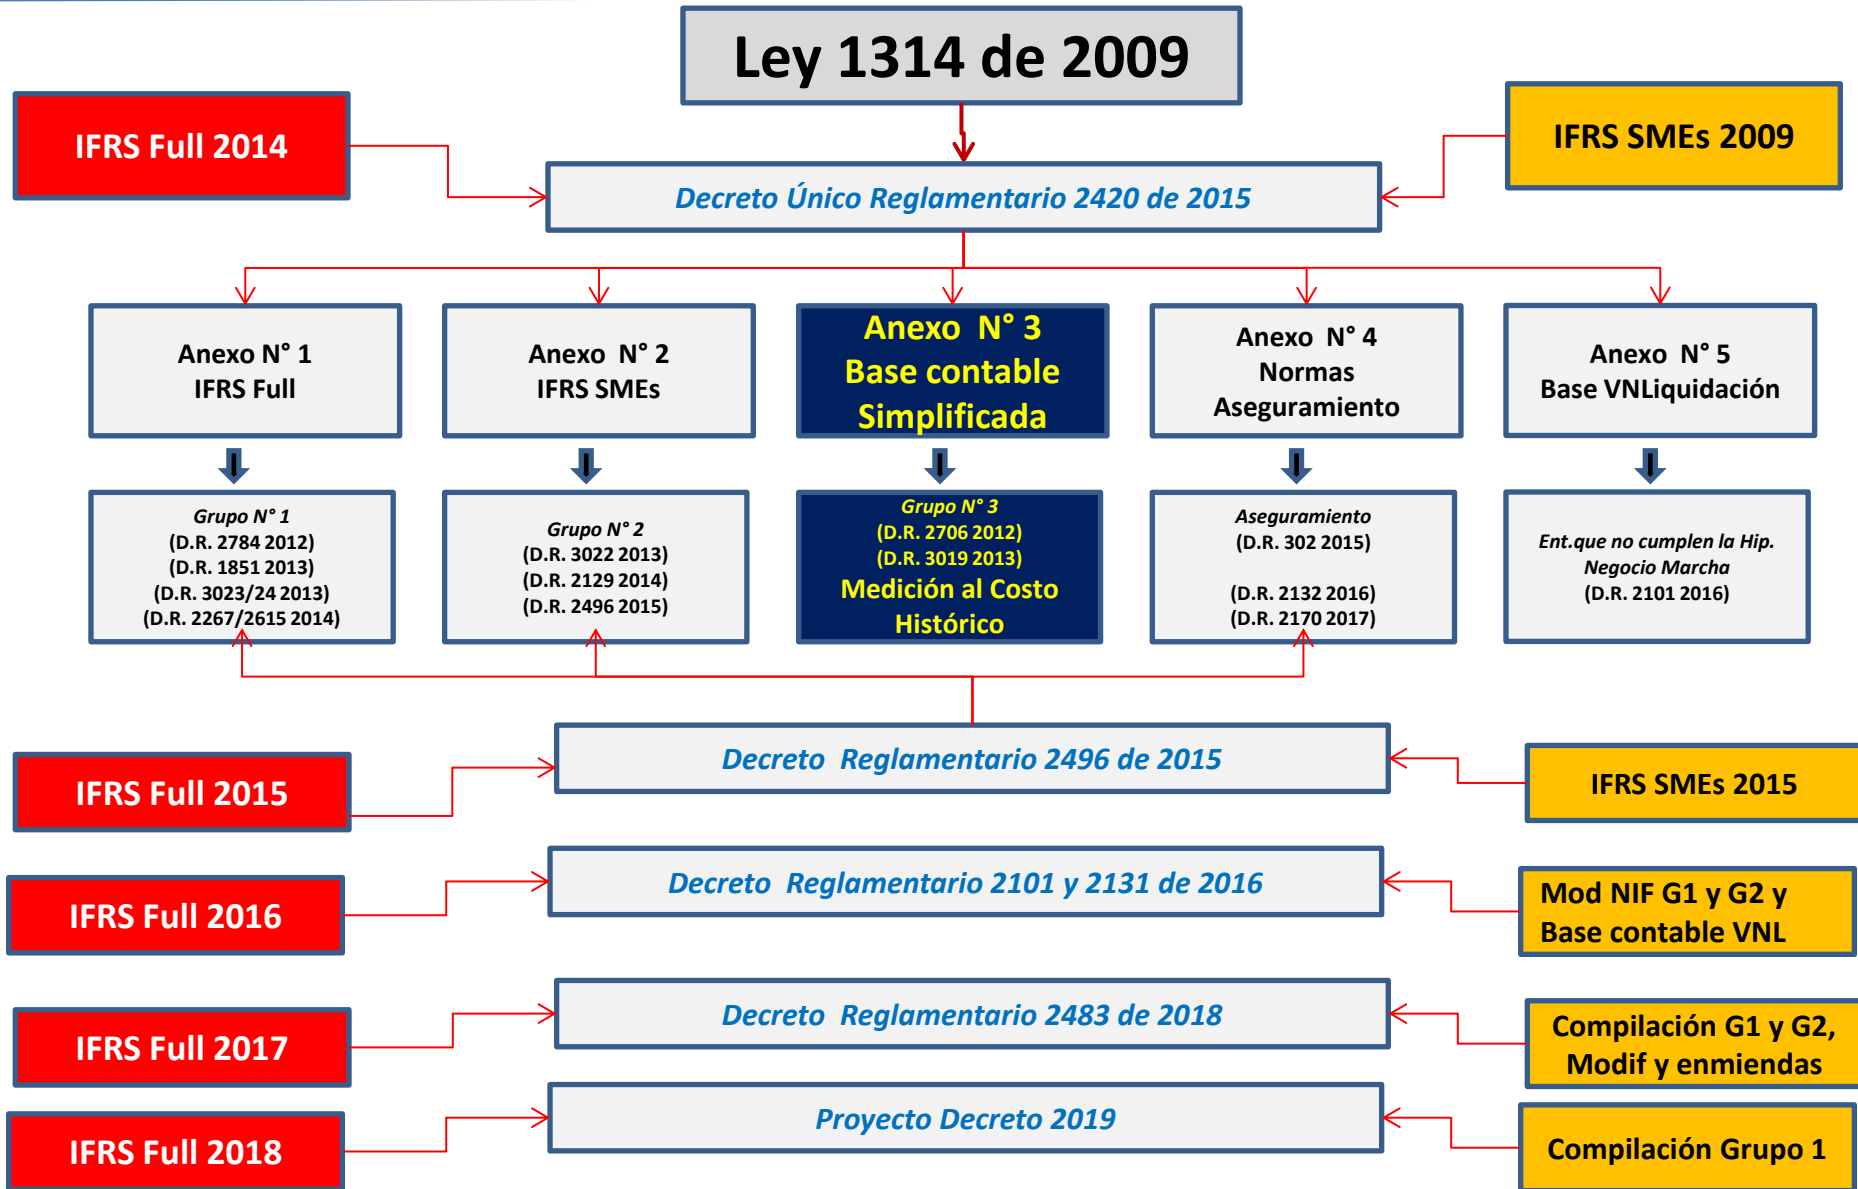 Ley 1314 de 2009
IFRS Full 2014
IFRS SMEs 2009
Decreto Único Reglamentario 2420 de 2015
Anexo N° 1
IFRS Full
Anexo N° 2
IFRS SMEs
Anexo N° 3
Base contable
Simplificada
Anexo N° 4
Normas
Aseguramiento
Anexo N° 5
Base VNLiquidación
Grupo N° 1
(D.R. 2784 2012)
(D.R. 1851 2013)
(D.R. 3023/24 2013)
(D.R. 2267/2615 2014)
Grupo N° 2
(D.R. 3022 2013)
(D.R. 2129 2014)
(D.R. 2496 2015)
Grupo N° 3
(D.R. 2706 2012)
(D.R. 3019 2013)
Medición al Costo
Histórico
Aseguramiento
(D.R. 302 2015)
(D.R. 2132 2016)
(D.R. 2170 2017)
Ent.que no cumplen la Hip.
Negocio Marcha
(D.R. 2101 2016)
Decreto Reglamentario 2496 de 2015
IFRS Full 2015
IFRS SMEs 2015
Decreto Reglamentario 2101 y 2131 de 2016
IFRS Full 2016
Mod NIF G1 y G2 y
Base contable VNL
Decreto Reglamentario 2483 de 2018
IFRS Full 2017
Compilación G1 y G2,
Modif y enmiendas
Proyecto Decreto 2019
IFRS Full 2018
Compilación Grupo 1